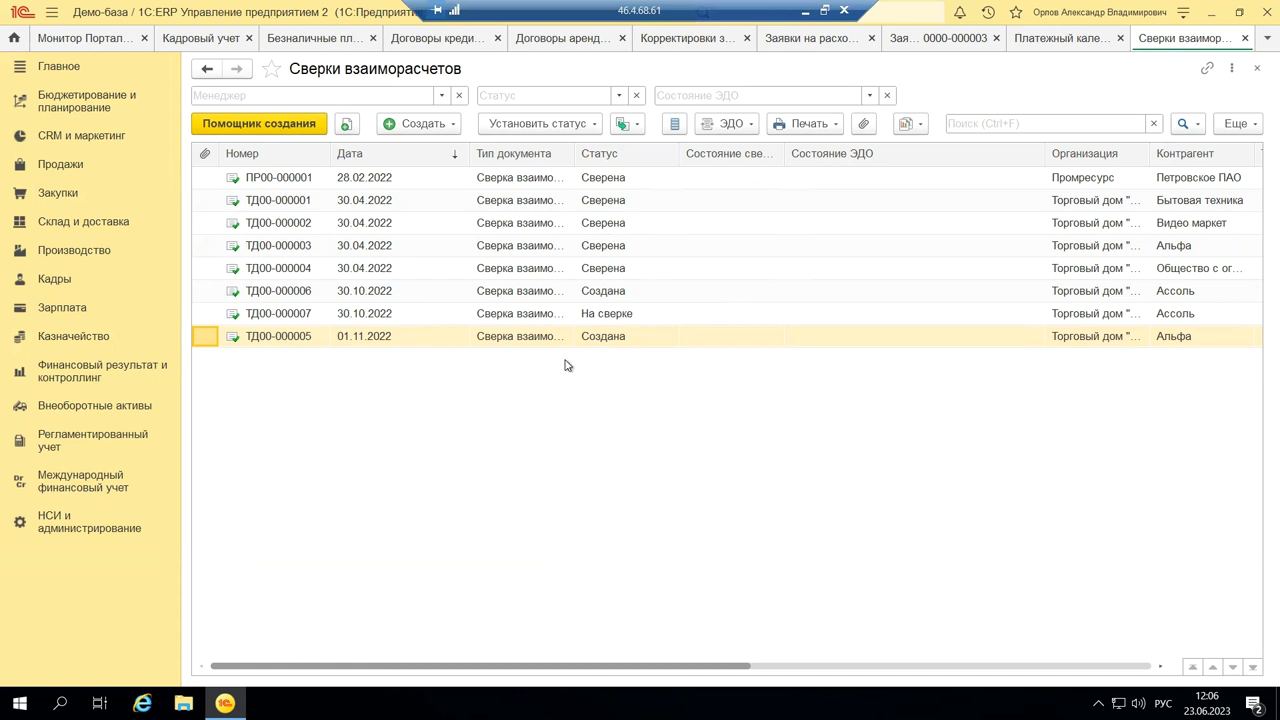 Демо-база / 1С:ERP Управление предприятием 2 (1С:Предприяти
46.4.68.61
Орлов Александр Владимирович
Монитор Портал...
Кадровый учет
Безналичные пл...
Договоры креди...
Договоры аренд...
Корректировки з...
Заявки на расхо...
Зая... 0000-000003
Платежный кале...
Сверки взаимор...
Главное
Бюджетирование и
планирование
CRM и маркетинг
Продажи
Закупки
Склад и доставка
Производство
Кадры
Зарплата
Казначейство
Финансовый результат и
контроллинг
Внеоборотные активы
Регламентированный
учет
Международный
финансовый учет
НСИ и
администрирование
Сверки взаиморасчетов
Менеджер
Статус
Состояние ЭДО
Помощник создания
Создать
Установить статус
ЭДО
Печать
Поиск (Ctrl+F)
Еще
Номер Дата Тип документа Статус Состояние све... Состояние ЭДО Организация Контрагент
ПР00-000001 28.02.2022 Сверка взаимо... Сверена Промресурс Петровское ПАО
ТД00-000001 30.04.2022 Сверка взаимо... Сверена Торговый дом "... Бытовая техника
ТД00-000002 30.04.2022 Сверка взаимо... Сверена Торговый дом "... Видео маркет
ТД00-000003 30.04.2022 Сверка взаимо... Сверена Торговый дом "... Альфа
ТД00-000004 30.04.2022 Сверка взаимо... Сверена Торговый дом "... Общество с ог...
ТД00-000006 30.10.2022 Сверка взаимо... Создана Торговый дом "... Ассоль
ТД00-000007 30.10.2022 Сверка взаимо... На сверке Торговый дом "... Ассоль
ТД00-000005 01.11.2022 Сверка взаимо... Создана Торговый дом "... Альфа
РУС
12:06
23.06.2023
2